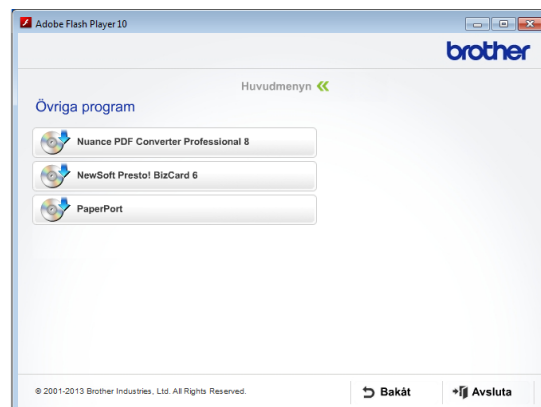 Adobe Flash Player 10
brother
Huvudmenyn
Övriga program
Nuance PDF Converter Professional 8
NewSoft Presto! BizCard 6
PaperPort
© 2001-2013 Brother Industries, Ltd. All Rights Reserved.
Bakåt
Avsluta